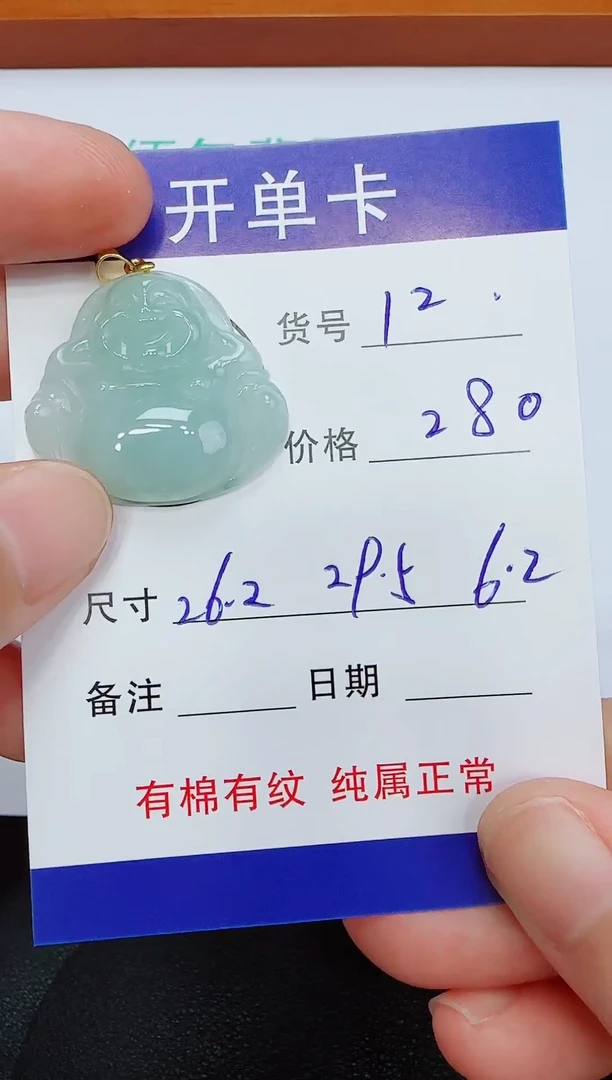 开单卡
货号 12
价格 280
尺寸 26.2 29.5 6.2
备注 日期
有棉有纹 纯属正常